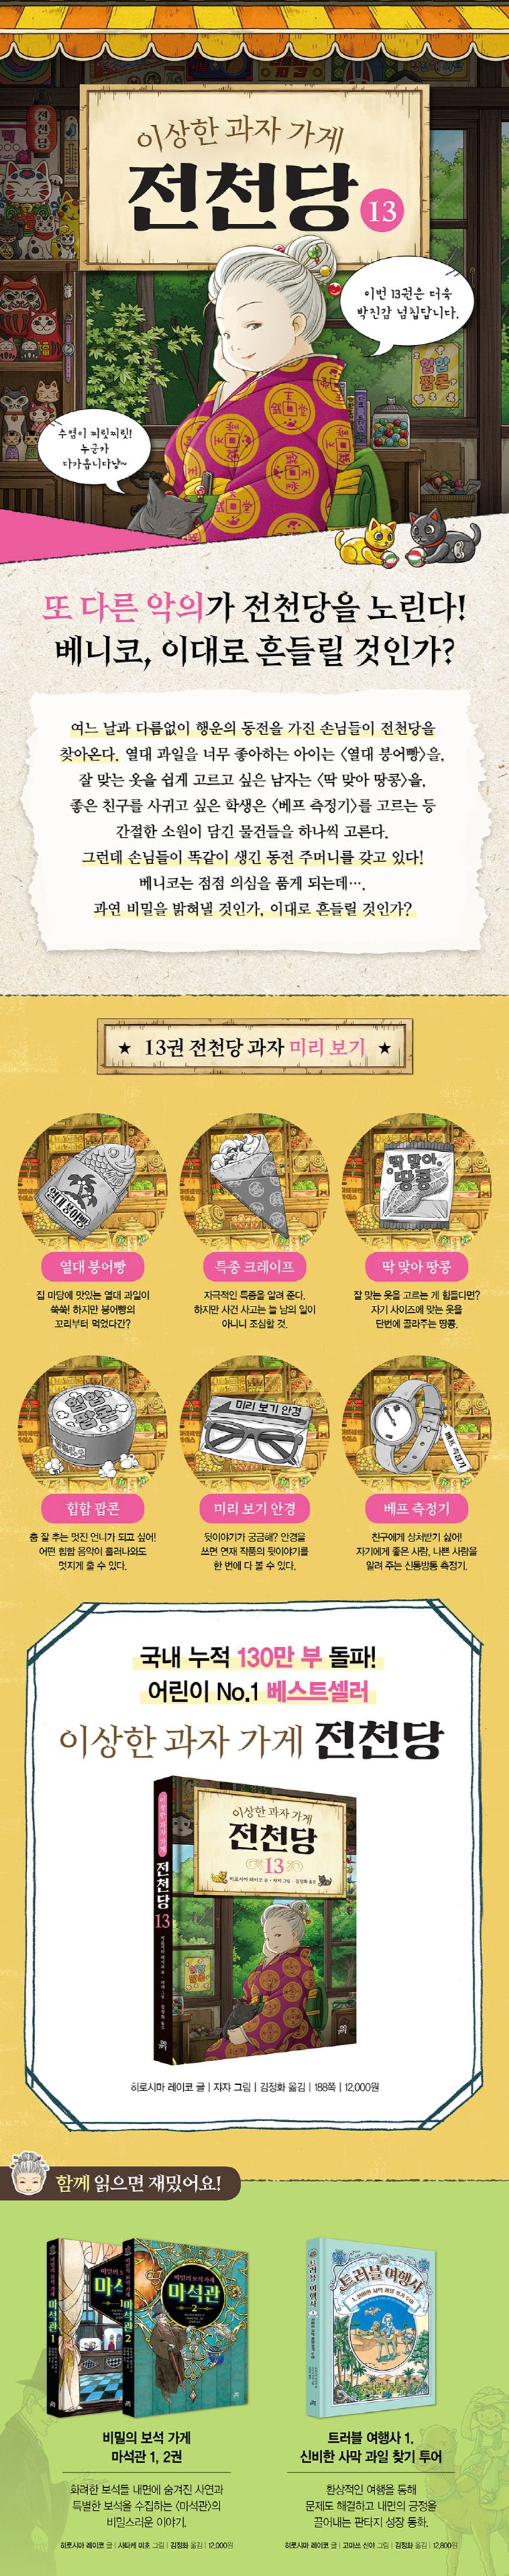 전천당
이상한 과자 가게
전천당 13
이번 13권은 더욱
박진감 넘칩답니다.
힙합
팝콘
수염이 찌릿찌릿!
누군가
다가옵니다냥~
또 다른 악의가 전천당을 노린다!
베니코, 이대로 흔들릴 것인가?
여느 날과 다름없이 행운의 동전을 가진 손님들이 전천당을
찾아온다. 열대 과일을 너무 좋아하는 아이는 〈열대 붕어빵〉을,
잘 맞는 옷을 쉽게 고르고 싶은 남자는 〈딱 맞아 땅콩〉을,
좋은 친구를 사귀고 싶은 학생은 〈베프 측정기〉를 고르는 등
간절한 소원이 담긴 물건들을 하나씩 고른다.
그런데 손님들이 똑같이 생긴 동전 주머니를 갖고 있다!
베니코는 점점 의심을 품게 되는데….
과연 비밀을 밝혀낼 것인가, 이대로 흔들릴 것인가?
★ 13권 전천당 과자 미리 보기 ★
열대 붕어빵
딱 맞아
땅콩
열대 붕어빵
특종 크레이프
딱 맞아 땅콩
집 마당에 맛있는 열대 과일이
쑥쑥! 하지만 붕어빵의
꼬리부터 먹었다간?
자극적인 특종을 알려 준다.
하지만 사건 사고는 늘 남의 일이
아니니 조심할 것.
잘 맞는 옷을 고르는 게 힘들다면?
자기 사이즈에 맞는 옷을
단번에 골라주는 땅콩.
힙합
팝콘
미리 보기 안경
베프 측정기
힙합 팝콘
미리 보기 안경
베프 측정기
춤 잘 추는 멋진 언니가 되고 싶어!
어떤 힙합 음악이 흘러나와도
멋지게 출 수 있다.
뒷이야기가 궁금해? 안경을
쓰면 연재 작품의 뒷이야기를
한 번에 다 볼 수 있다.
친구에게 상처받기 싫어!
자기에게 좋은 사람, 나쁜 사람을
알려 주는 신통방통 측정기.
국내 누적 130만 부 돌파!
어린이 No.1 베스트셀러
이상한 과자 가게 전천당
이상한 과자 가게
전천당
13
히로시마 레이코 글 · 쟈쟈 그림 · 김정화 옮김
이상한 과자 가게
전천당
13
힙합
팝콘
히로시마 레이코 글 | 쟈쟈 그림 | 김정화 옮김 | 188쪽 | 12,000원
함께 읽으면 재밌어요!
마석관 1
마석관 2
비밀의 보석 가게
마석관
2
트러블 여행사
트러블 여행사
1. 신비한 사막 과일 찾기 투어
비밀의 보석 가게
마석관 1, 2권
트러블 여행사 1.
신비한 사막 과일 찾기 투어
화려한 보석들 내면에 숨겨진 사연과
특별한 보석을 수집하는 〈마석관〉의
비밀스러운 이야기.
환상적인 여행을 통해
문제도 해결하고 내면의 긍정을
끌어내는 판타지 성장 동화.
히로시마 레이코 글 | 사타케 미호 그림 | 김정화 옮김 | 12,000원
히로시마 레이코 글 | 고마쓰 신야 그림 | 김정화 옮김 | 12,800원